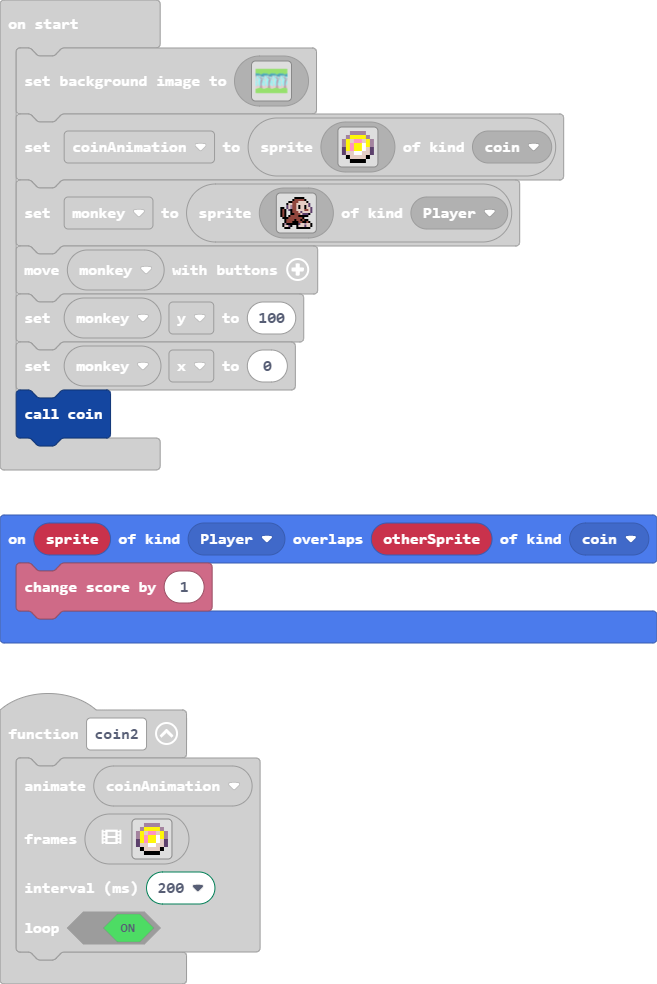 on start
set background image to
set coinAnimation to sprite of kind coin
set monkey to sprite of kind Player
move monkey with buttons
set monkey y to 100
set monkey x to 0
call coin
on sprite of kind Player overlaps otherSprite of kind coin
change score by 1
function coin2
animate coinAnimation
frames
interval (ms) 200
loop ON